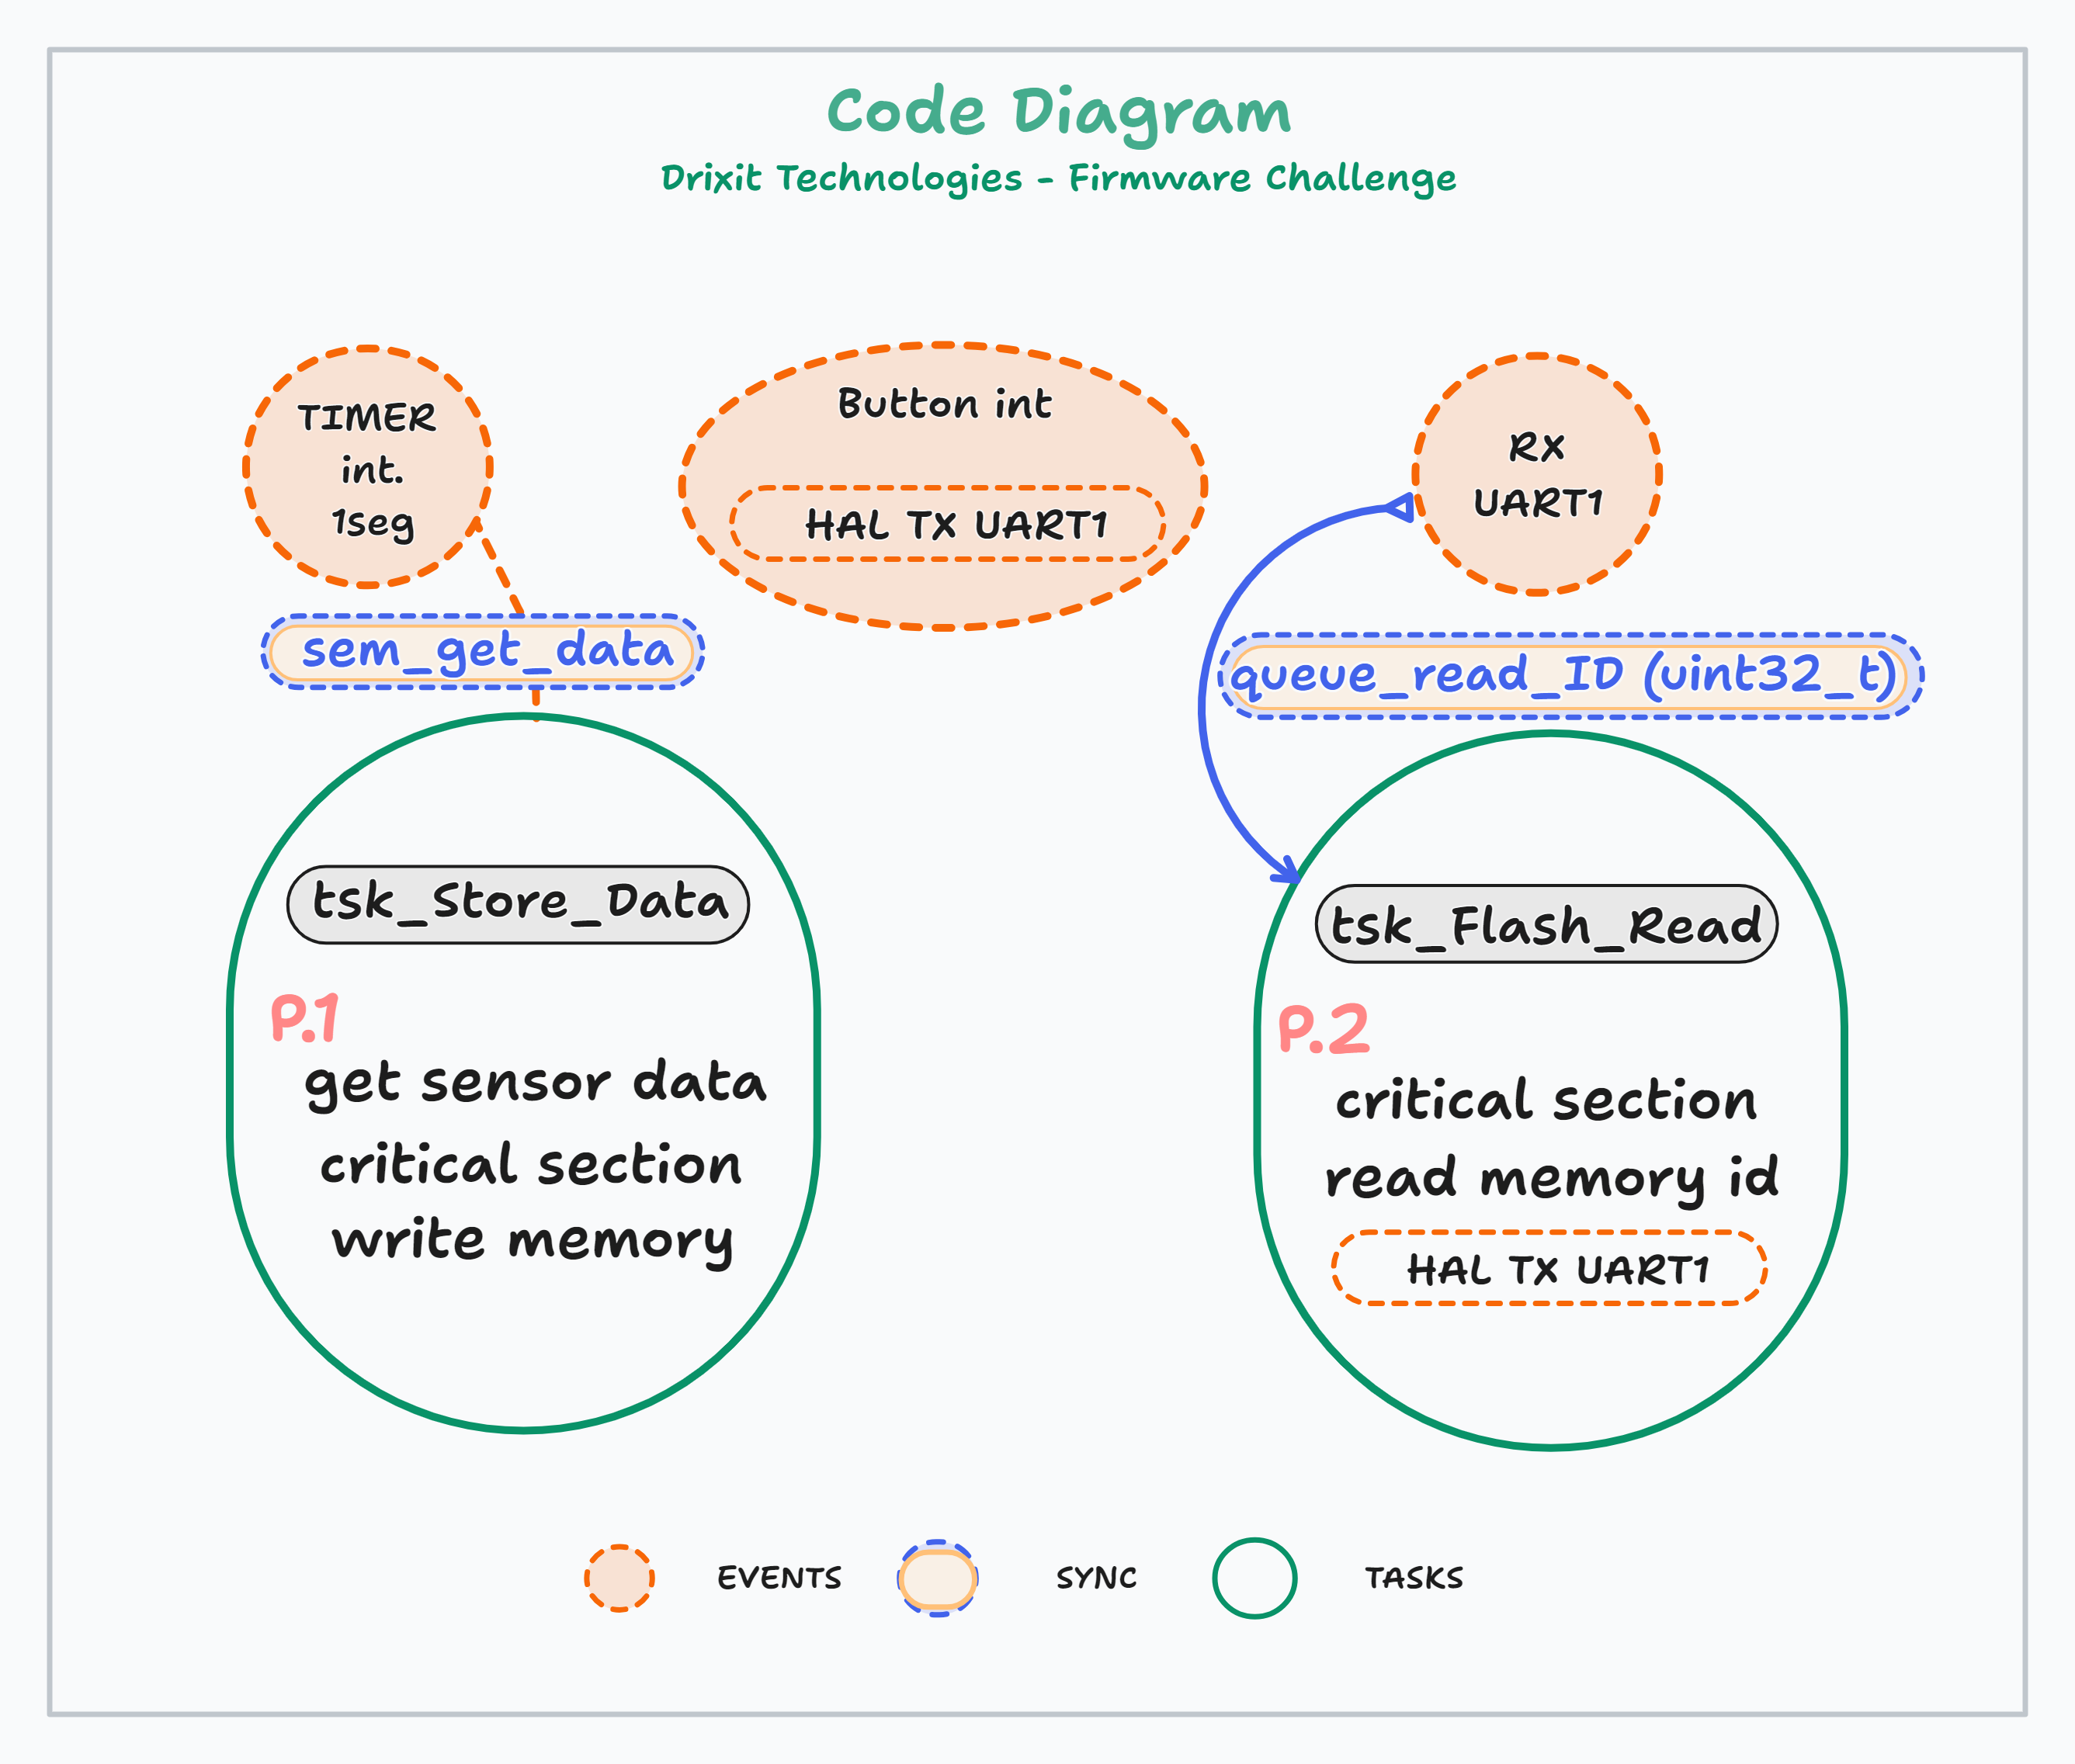 Code Diagram
Drixit Technologies - Firmware Challenge
TIMER
int.
1seg
Button int
HAL TX UART1
RX
UART1
sem_get_data
queue_read_ID (uint32_t)
tsk_Store_Data
P.1
get sensor data
critical section
write memory
tsk_Flash_Read
P.2
critical section
read memory id
HAL TX UART1
EVENTS
SYNC
TASKS